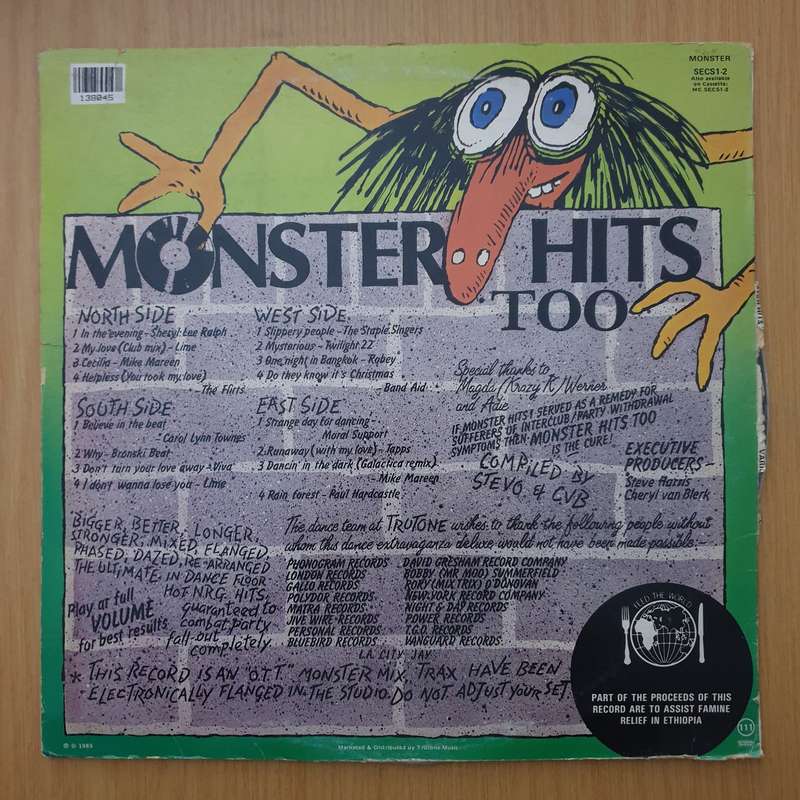 138045
MONSTER
SECS1-2
Also available
on Cassette:
MC SECS1-2
MONSTER HITS
TOO
NORTH SIDE
1 In the evening - Sheryl Lee Ralph
2 My love (Club mix) - Lime
3 Cecilia - Mike Mareen
4 Helpless (You took my love)
- The Flirts
WEST SIDE
1 Slippery people - The Staple Singers
2 Mysterious - Twilight 22
3 One night in Bangkok - Robey
4 Do they know it's Christmas
- Band Aid
SOUTH SIDE
1 Believe in the beat
- Carol Lynn Townes
2 Why - Bronski Beat
3 Don't turn your love away - Viva
4 I don't wanna lose you - Lime
EAST SIDE
1 Strange day for dancing -
Moral Support
2 Runaway (with my love) - Tapps
3 Dancin' in the dark (Galactica remix)
- Mike Mareen
4 Rain forest - Paul Hardcastle
Special thanks to
Magda/Krazy K/Werner
and Adie
IF MONSTER HITS! SERVED AS A REMEDY FOR
SUFFERERS OF INTERCLUB/PARTY WITHDRAWAL
SYMPTOMS THEN MONSTER HITS TOO
IS THE CURE!
COMPILED BY
STEVO & CVB
EXECUTIVE
PRODUCERS -
Steve Harris
Cheryl van Blerk
BIGGER, BETTER, LONGER,
STRONGER, MIXED, FLANGED,
PHASED, DAZED, RE-ARRANGED
THE ULTIMATE IN DANCE FLOOR
HOT N.R.G. HITS.
guaranteed to
combat party
fall-out
completely.
Play at full
VOLUME
for best results
The dance team at TRUTONE wishes to thank the following people without
whom this dance extravaganza deluxe would not have been made possible:-
PHONOGRAM RECORDS
LONDON RECORDS
GALLO RECORDS
POLYDOR RECORDS
MATRA RECORDS
JIVE WIRE RECORDS
PERSONAL RECORDS
BLUEBIRD RECORDS
DAVID GRESHAM RECORD COMPANY
BOBBY (MR MOD) SUMMERFIELD
RORY (MIX TRIX) O'DONOVAN
NEW-YORK RECORD COMPANY
NIGHT & DAY RECORDS
POWER RECORDS
T.G.O. RECORDS
VANGUARD RECORDS
L.A. CITY JAY
* THIS RECORD IS AN "O.T.T." MONSTER MIX, TRAX HAVE BEEN
ELECTRONICALLY FLANGED IN THE STUDIO. DO NOT ADJUST YOUR SET
FEED THE WORLD
PART OF THE PROCEEDS OF THIS
RECORD ARE TO ASSIST FAMINE
RELIEF IN ETHIOPIA
111
Marketed & Distributed by Trutone Music